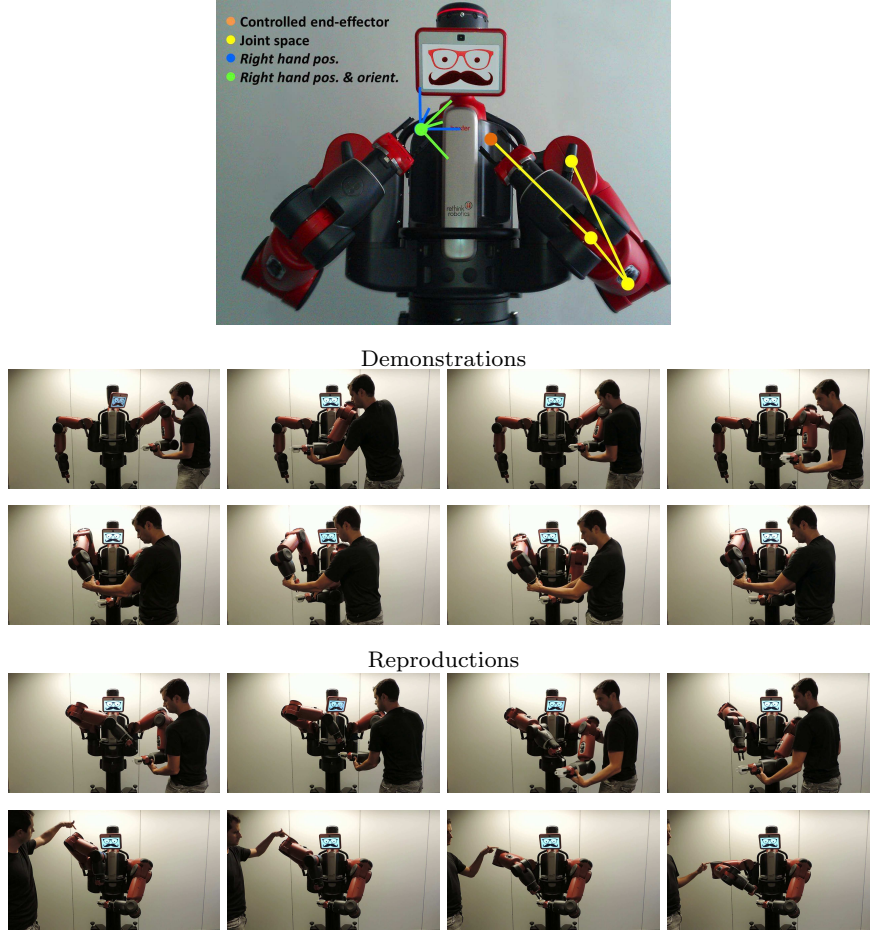 Controlled end-effector
Joint space
Right hand pos.
Right hand pos. & orient.
rethink
robotics
Demonstrations
Reproductions